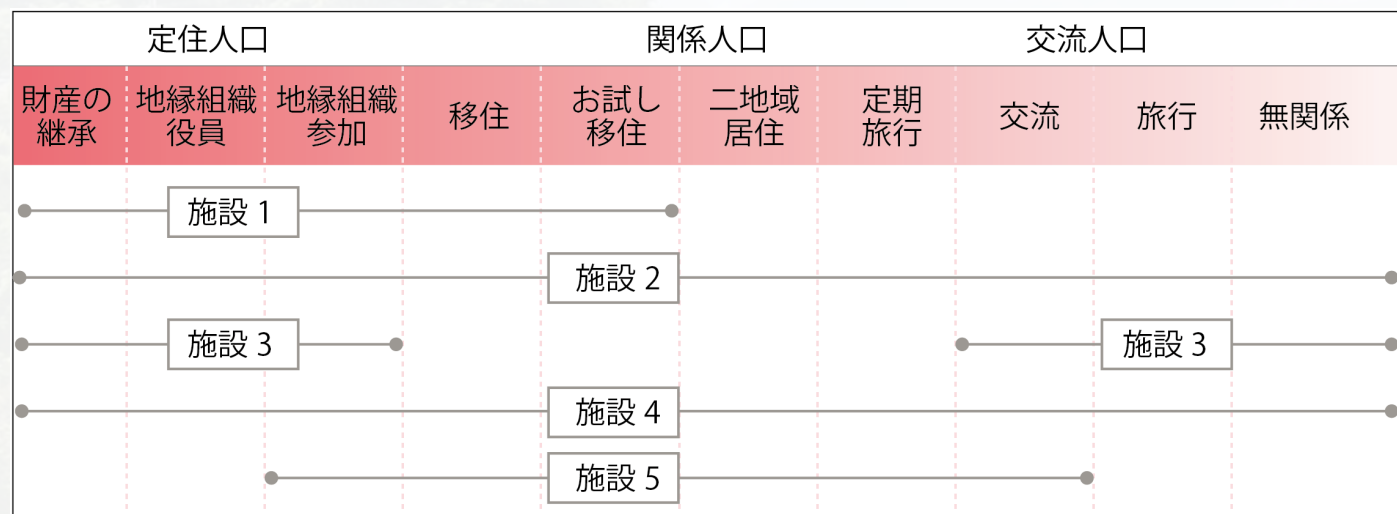 定住人口 関係人口 交流人口
財産の 地縁組織 地縁組織 移住 お試し 二地域 定期 交流 旅行 無関係
継承 役員 参加 移住 居住 旅行
施設 1
施設 2
施設 3 施設 3
施設 4
施設 5